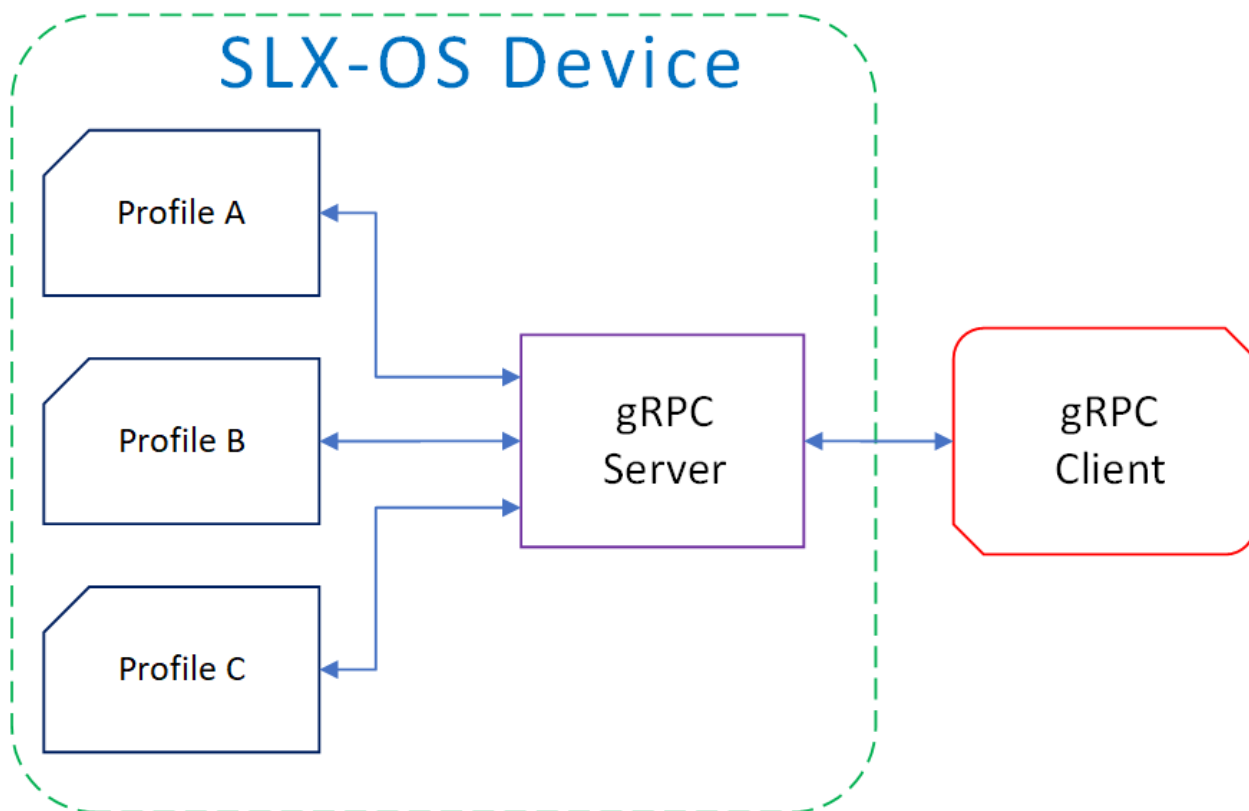 SLX-OS Device
Profile A
Profile B
Profile C
gRPC
Server
gRPC
Client